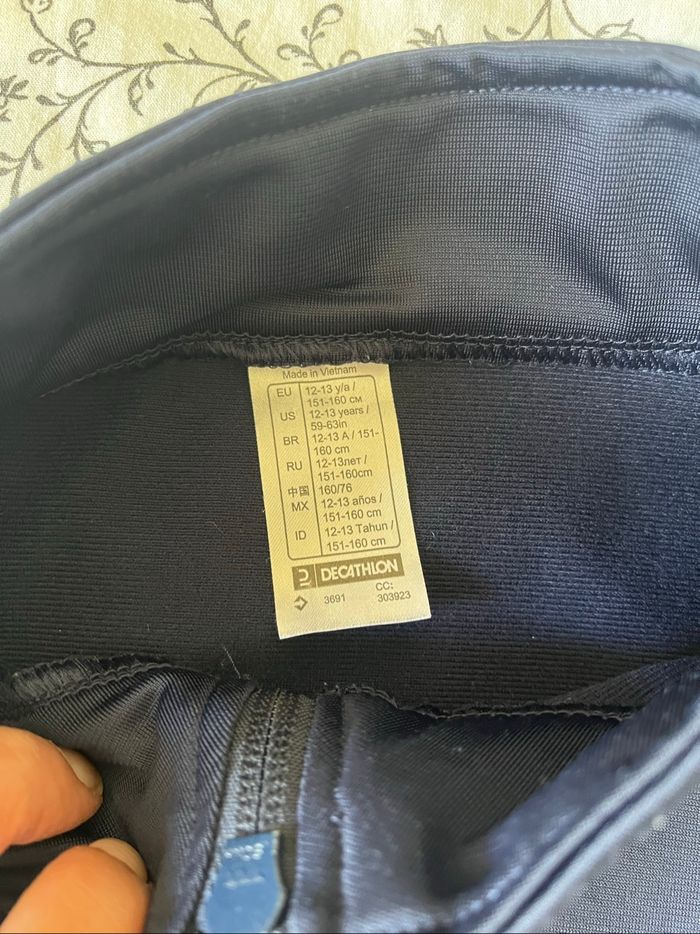 Made in Vietnam
EU 12-13 y/a /
151-160 см
US 12-13 years /
59-63in
BR 12-13 A / 151-
160 cm
RU 12-13лет /
151-160cm
中国 160/76
MX 12-13 años /
151-160 cm
ID 12-13 Tahun /
151-160 cm
DECATHLON
3691 CC:
303923